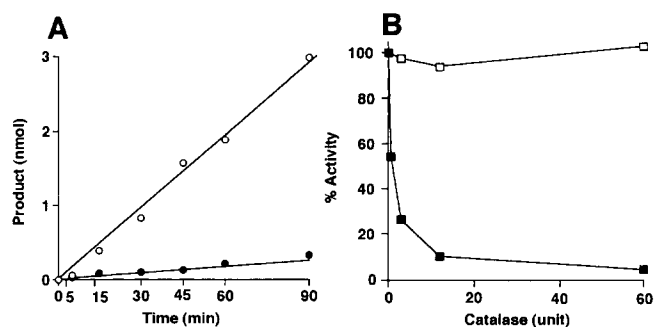 A
3
2
1
0
Product (nmol)
0 5 15 30 45 60 90
Time (min)
B
100
80
60
40
20
0
% Activity
0 20 40 60
Catalase (unit)